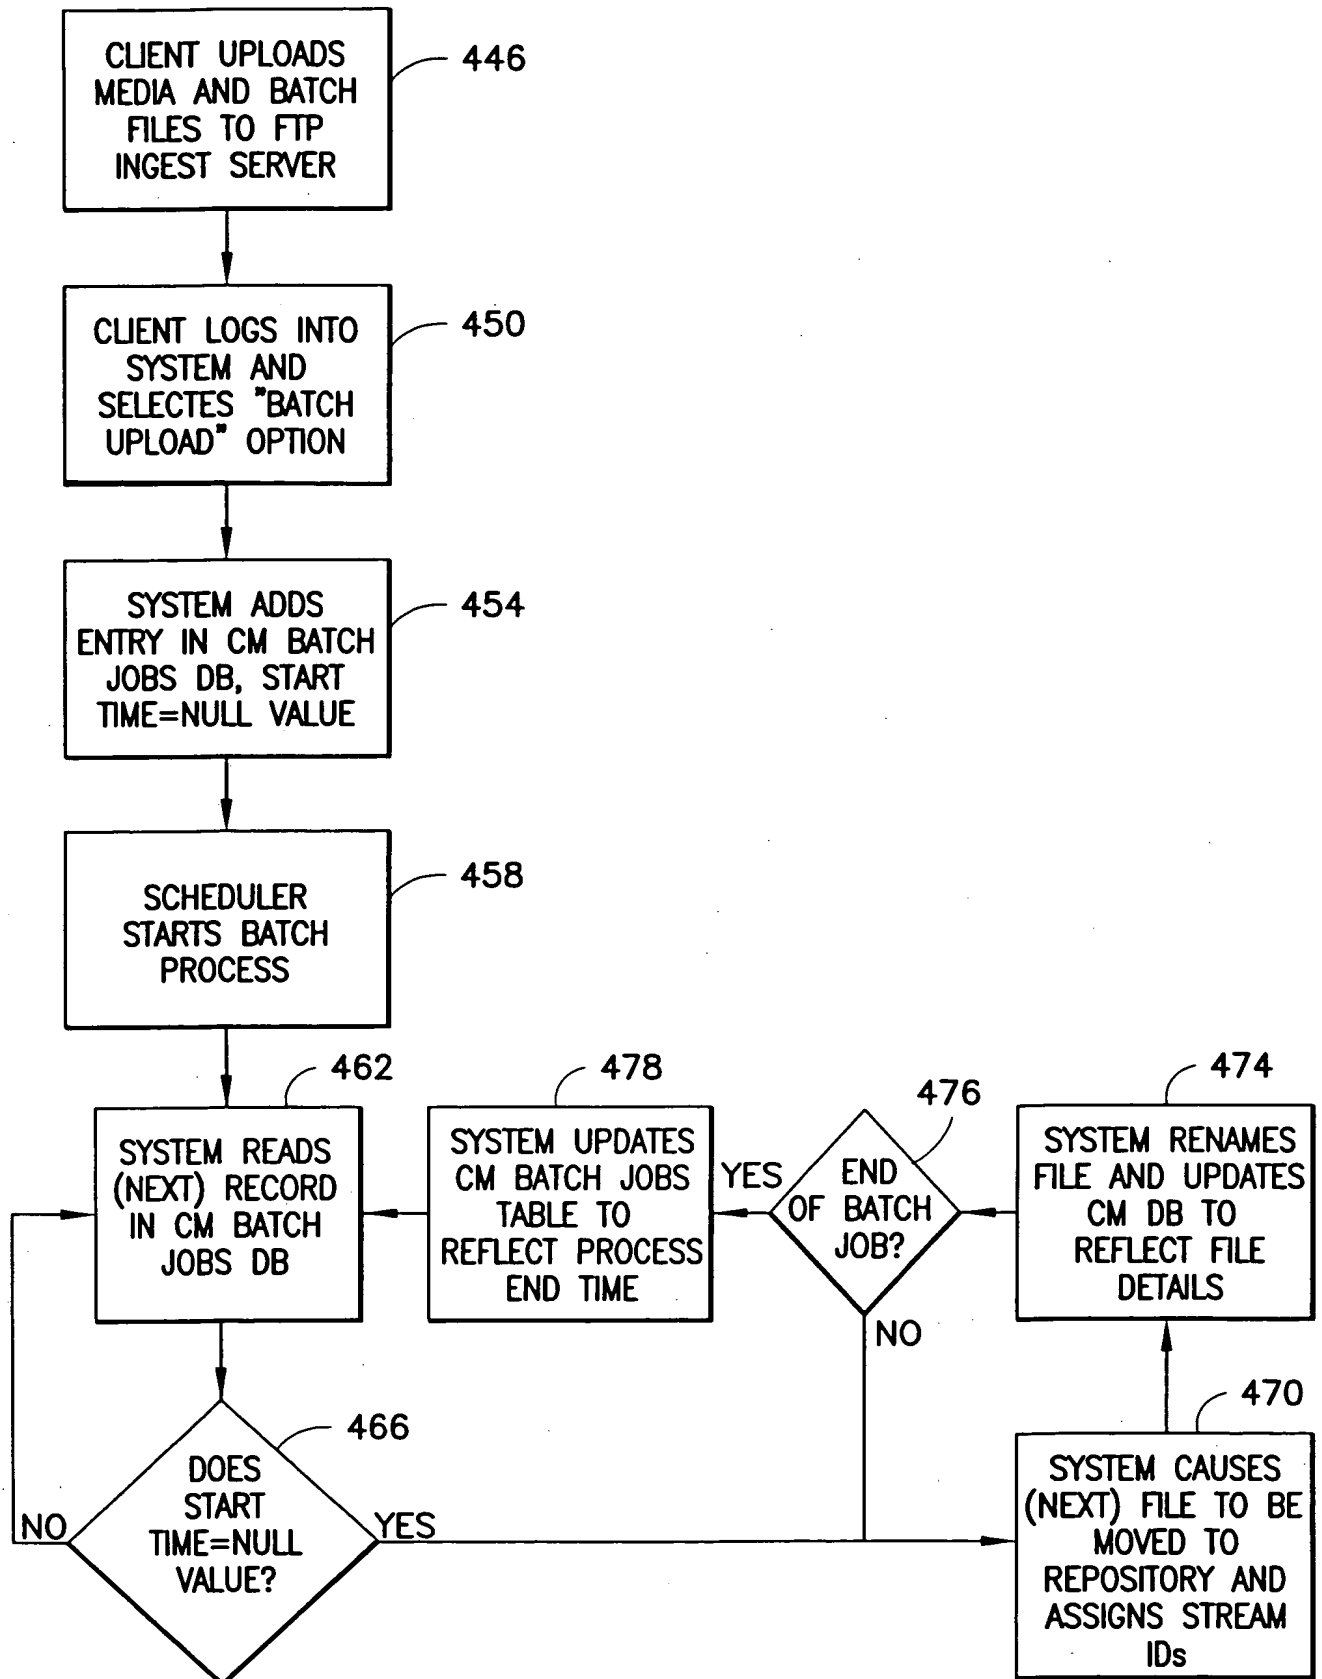 CLIENT UPLOADS
MEDIA AND BATCH
FILES TO FTP
INGEST SERVER
446
CLIENT LOGS INTO
SYSTEM AND
SELECTES "BATCH
UPLOAD" OPTION
450
SYSTEM ADDS
ENTRY IN CM BATCH
JOBS DB, START
TIME=NULL VALUE
454
SCHEDULER
STARTS BATCH
PROCESS
458
462
SYSTEM READS
(NEXT) RECORD
IN CM BATCH
JOBS DB
478
SYSTEM UPDATES
CM BATCH JOBS
TABLE TO
REFLECT PROCESS
END TIME
YES
476
END
OF BATCH
JOB?
NO
474
SYSTEM RENAMES
FILE AND UPDATES
CM DB TO
REFLECT FILE
DETAILS
466
DOES
START
TIME=NULL
VALUE?
NO
YES
470
SYSTEM CAUSES
(NEXT) FILE TO BE
MOVED TO
REPOSITORY AND
ASSIGNS STREAM
IDs